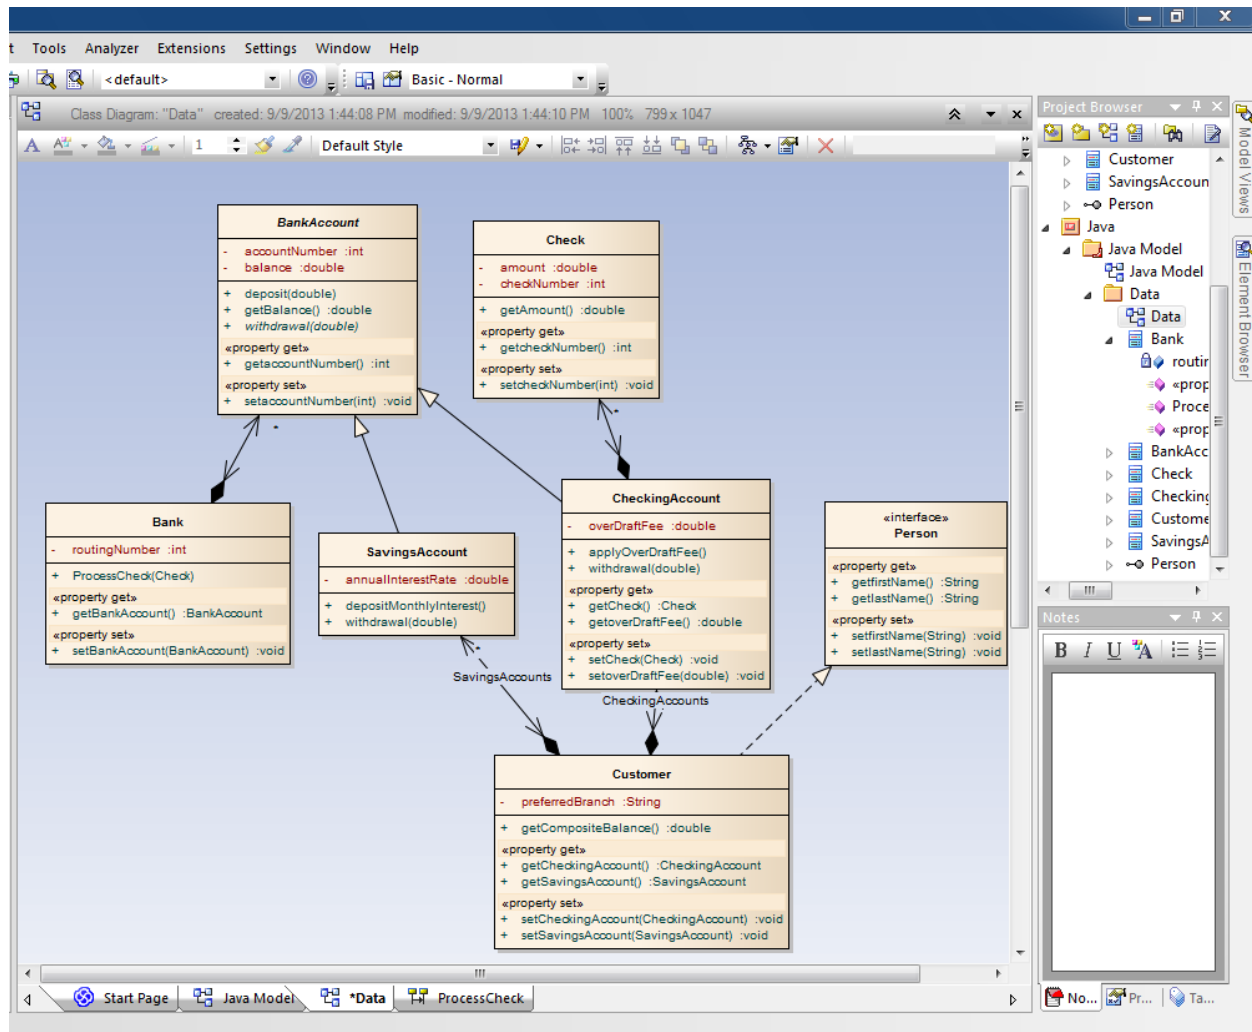 t Tools Analyzer Extensions Settings Window Help
<default> Basic - Normal
Class Diagram: "Data" created: 9/9/2013 1:44:08 PM modified: 9/9/2013 1:44:10 PM 100% 799 x 1047
1 Default Style
BankAccount
- accountNumber :int
- balance :double
+ deposit(double)
+ getBalance() :double
+ withdrawal(double)
«property get»
+ getaccountNumber() :int
«property set»
+ setaccountNumber(int) :void
Check
- amount :double
- checkNumber :int
+ getAmount() :double
«property get»
+ getcheckNumber() :int
«property set»
+ setcheckNumber(int) :void
*
*
Bank
- routingNumber :int
+ ProcessCheck(Check)
«property get»
+ getBankAccount() :BankAccount
«property set»
+ setBankAccount(BankAccount) :void
SavingsAccount
- annualInterestRate :double
+ depositMonthlyInterest()
+ withdrawal(double)
CheckingAccount
- overDraftFee :double
+ applyOverDraftFee()
+ withdrawal(double)
«property get»
+ getCheck() :Check
+ getoverDraftFee() :double
«property set»
+ setCheck(Check) :void
+ setoverDraftFee(double) :void
«interface»
Person
«property get»
+ getfirstName() :String
+ getlastName() :String
«property set»
+ setfirstName(String) :void
+ setlastName(String) :void
*
SavingsAccounts
CheckingAccounts
*
Customer
- preferredBranch :String
+ getCompositeBalance() :double
«property get»
+ getCheckingAccount() :CheckingAccount
+ getSavingsAccount() :SavingsAccount
«property set»
+ setCheckingAccount(CheckingAccount) :void
+ setSavingsAccount(SavingsAccount) :void
Start Page Java Model *Data ProcessCheck
Project Browser
Customer
SavingsAccoun
Person
Java
Java Model
Java Model
Data
Data
Bank
routir
«prop
Proce
«prop
BankAcc
Check
Checking
Custome
SavingsA
Person
Notes
B I U A
No... Pr... Ta...
Model Views
Element Browser